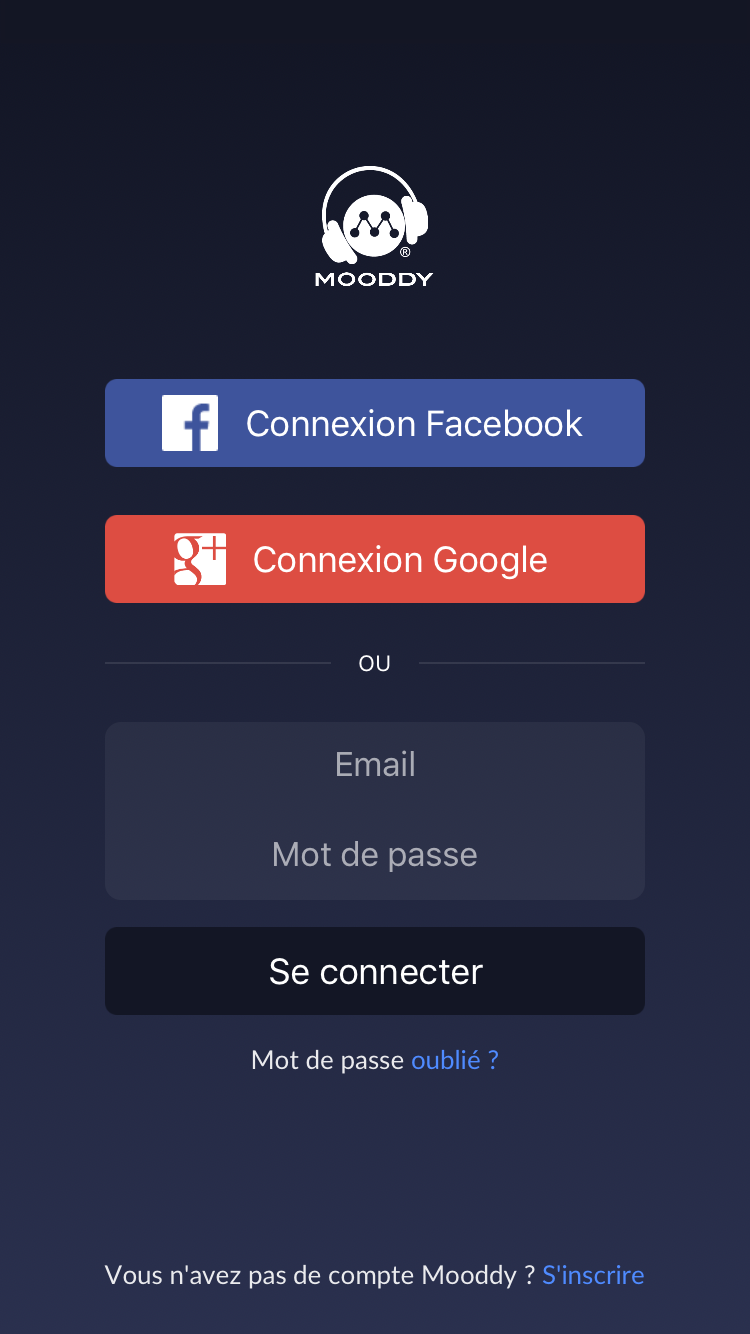 ®
MOODDY
Connexion Facebook
Connexion Google
OU
Email
Mot de passe
Se connecter
Mot de passe oublié ?
Vous n'avez pas de compte Mooddy ? S'inscrire